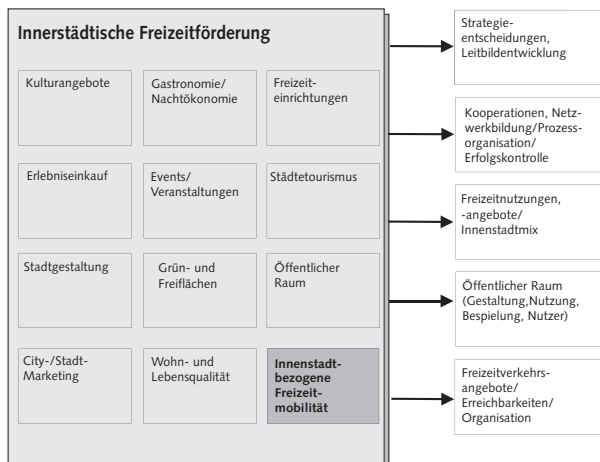 Innerstädtische Freizeitförderung
Kulturangebote
Gastronomie/
Nachtökonomie
Freizeit-
einrichtungen
Erlebniseinkauf
Events/
Veranstaltungen
Städtetourismus
Stadtgestaltung
Grün- und
Freiflächen
Öffentlicher
Raum
City-/Stadt-
Marketing
Wohn- und
Lebensqualität
Innenstadt-
bezogene
Freizeit-
mobilität
Strategie-
entscheidungen,
Leitbildentwicklung
Kooperationen, Netz-
werkbildung/Prozess-
organisation/
Erfolgskontrolle
Freizeitnutzungen,
-angebote/
Innenstadtmix
Öffentlicher Raum
(Gestaltung,Nutzung,
Bespielung, Nutzer)
Freizeitverkehrs-
angebote/
Erreichbarkeiten/
Organisation